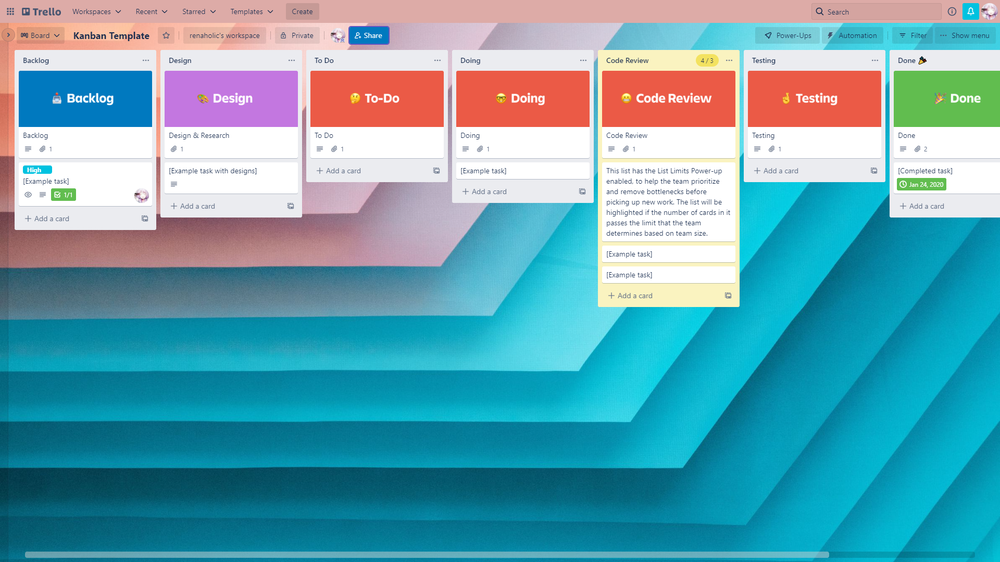 Trello
Workspaces
Recent
Starred
Templates
Create
Search
Board
Kanban Template
renaholic's workspace
Private
Share
Power-Ups
Automation
Filter
Show menu
Backlog
Backlog
Backlog
1
High
[Example task]
1/1
Add a card
Design
Design
Design & Research
1
[Example task with designs]
Add a card
To Do
To-Do
To Do
1
Add a card
Doing
Doing
Doing
1
[Example task]
Add a card
Code Review
4 / 3
Code Review
Code Review
1
This list has the List Limits Power-up
enabled, to help the team prioritize
and remove bottlenecks before
picking up new work. The list will be
highlighted if the number of cards in it
passes the limit that the team
determines based on team size.
[Example task]
[Example task]
Add a card
Testing
Testing
Testing
1
Add a card
Done
Done
Done
2
[Completed task]
Jan 24, 2020
Add a card